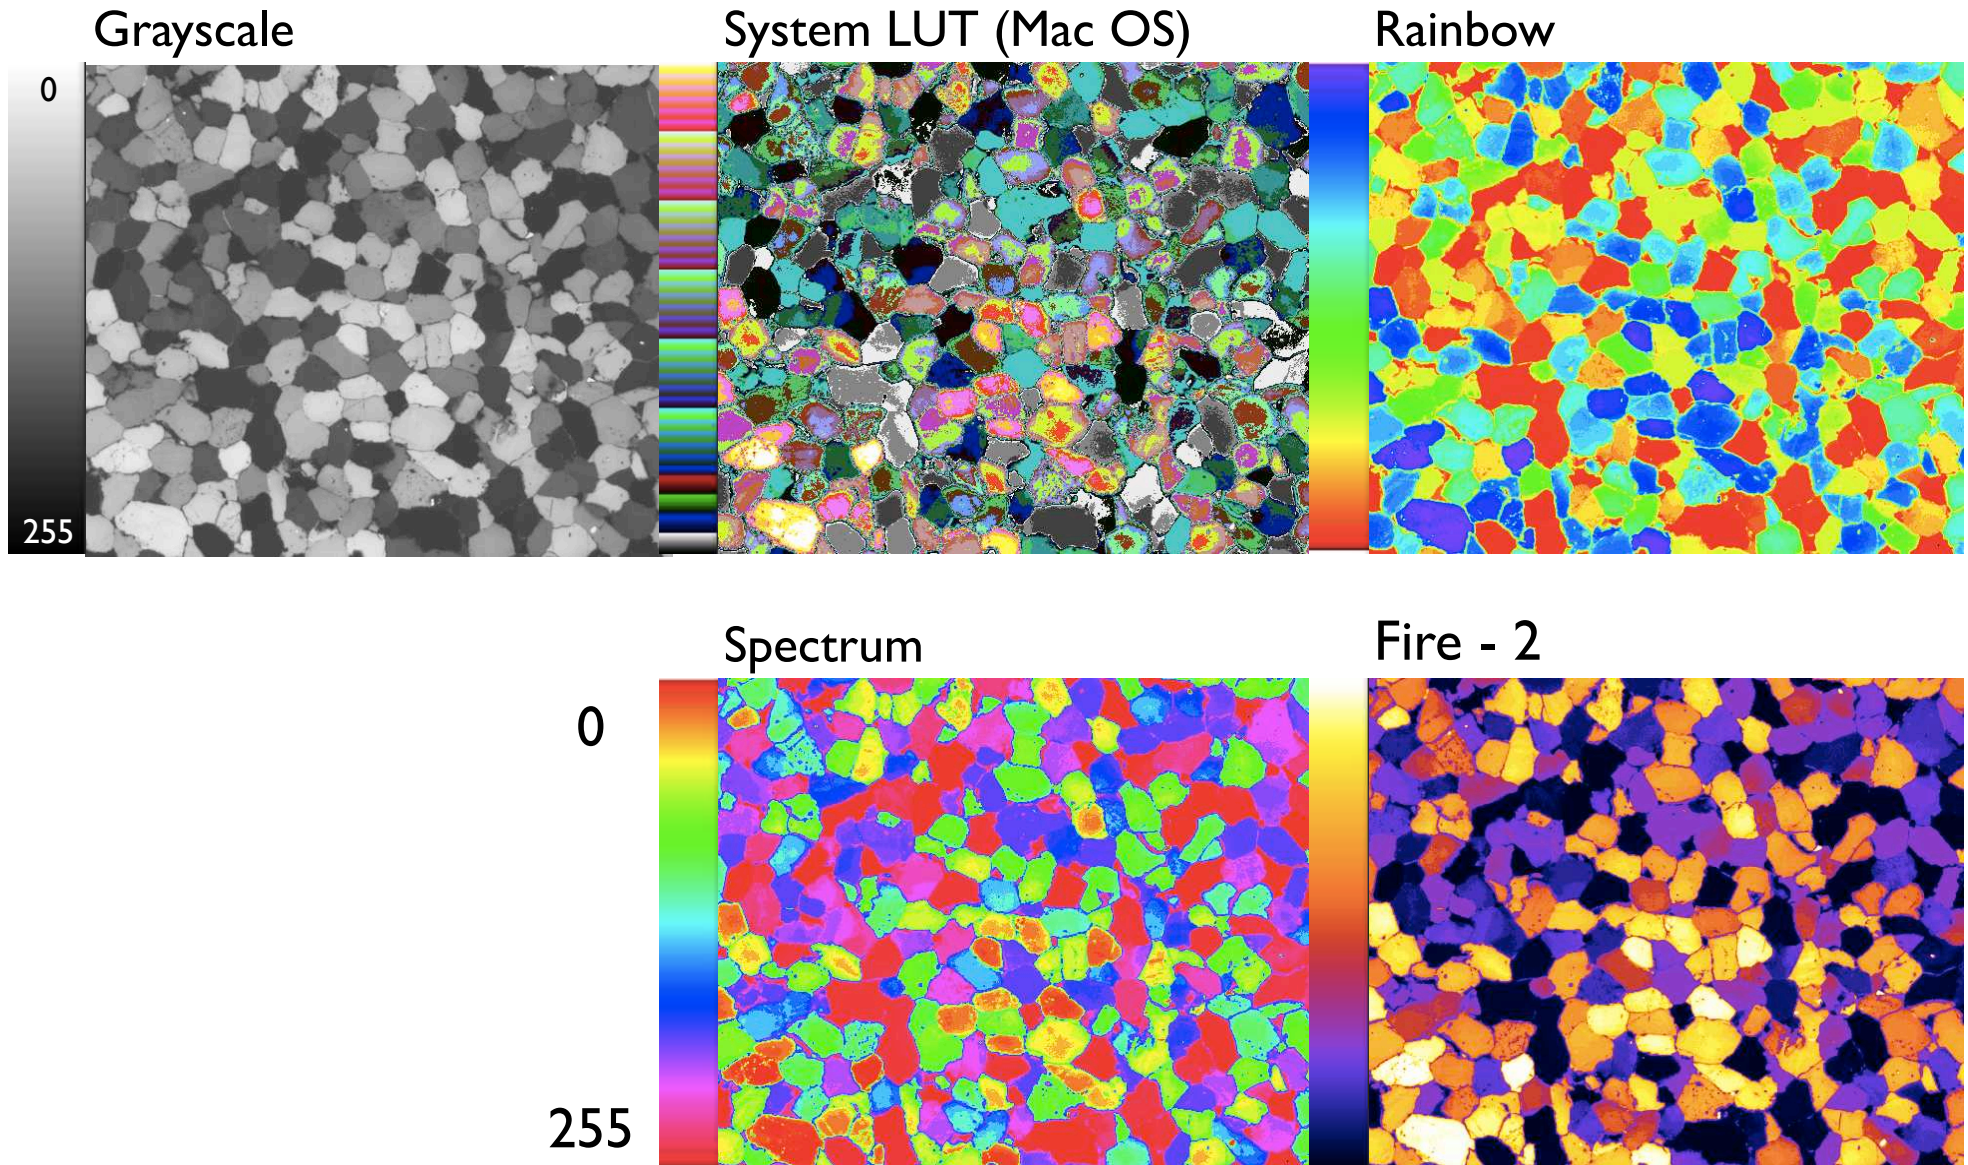 Grayscale
System LUT (Mac OS)
Rainbow
0
255
Spectrum
Fire - 2
0
255